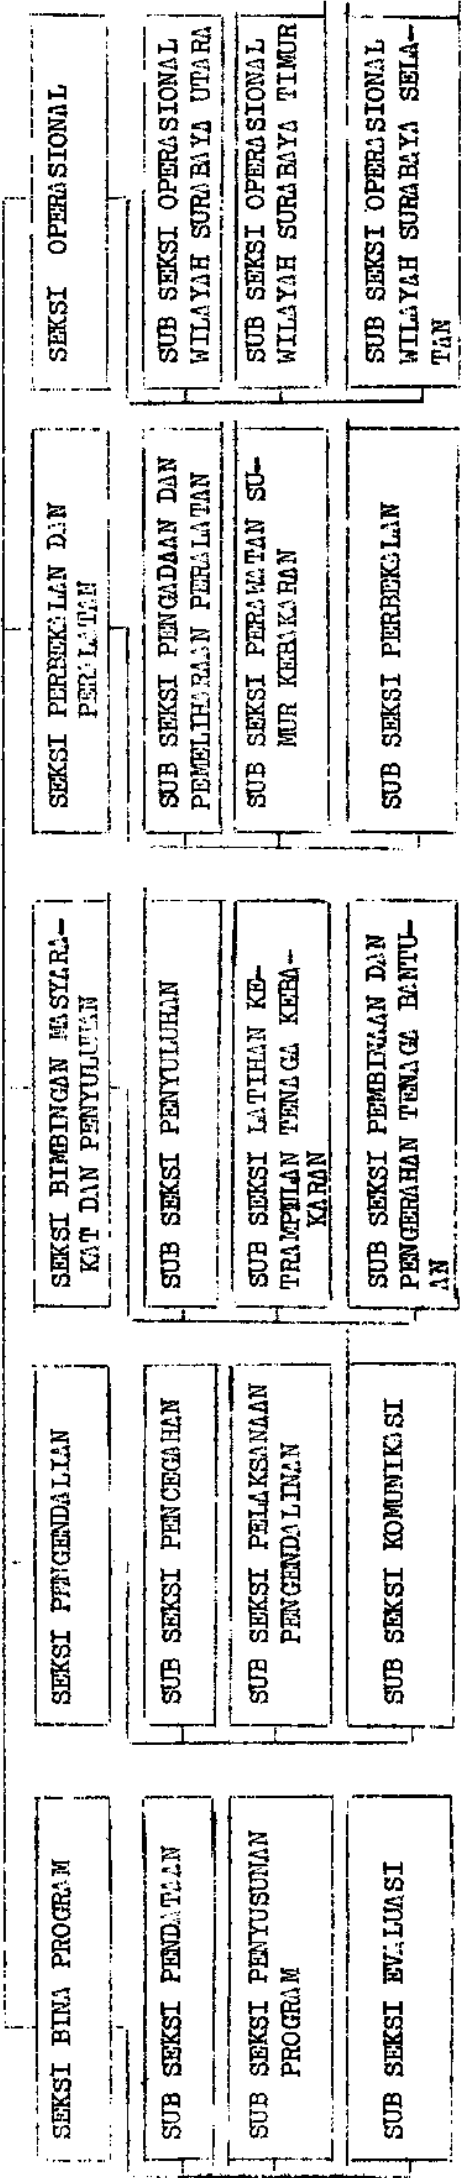 SEKSI BINA PROGRAM
SUB SEKSI PENDATAAN
SUB SEKSI PENYUSUNAN
PROGRAM
SUB SEKSI EVALUASI
SEKSI PENGENDALIAN
SUB SEKSI PENCEGAHAN
SUB SEKSI PELAKSANAAN
PENGENDALINAN
SUB SEKSI KOMUNIKASI
SEKSI BIMBINGAN MASYARA-
KAT DAN PENYULUHAN
SUB SEKSI PENYULUHAN
SUB SEKSI LATIHAN KE-
TRAMPILAN TENAGA KEBA-
KARAN
SUB SEKSI PEMBINAAN DAN
PENGERAHAN TENAGA BANTU-
AN
SEKSI PERBEKALAN DAN
PERALATAN
SUB SEKSI PENGADAAN DAN
PEMELIHARAAN PERALATAN
SUB SEKSI PERAWATAN SU-
MUR KEBAKARAN
SUB SEKSI PERBEKALAN
SEKSI OPERASIONAL
SUB SEKSI OPERASIONAL
WILAYAH SURABAYA UTARA
SUB SEKSI OPERASIONAL
WILAYAH SURABAYA TIMUR
SUB SEKSI OPERASIONAL
WILAYAH SURABAYA SELA-
TAN